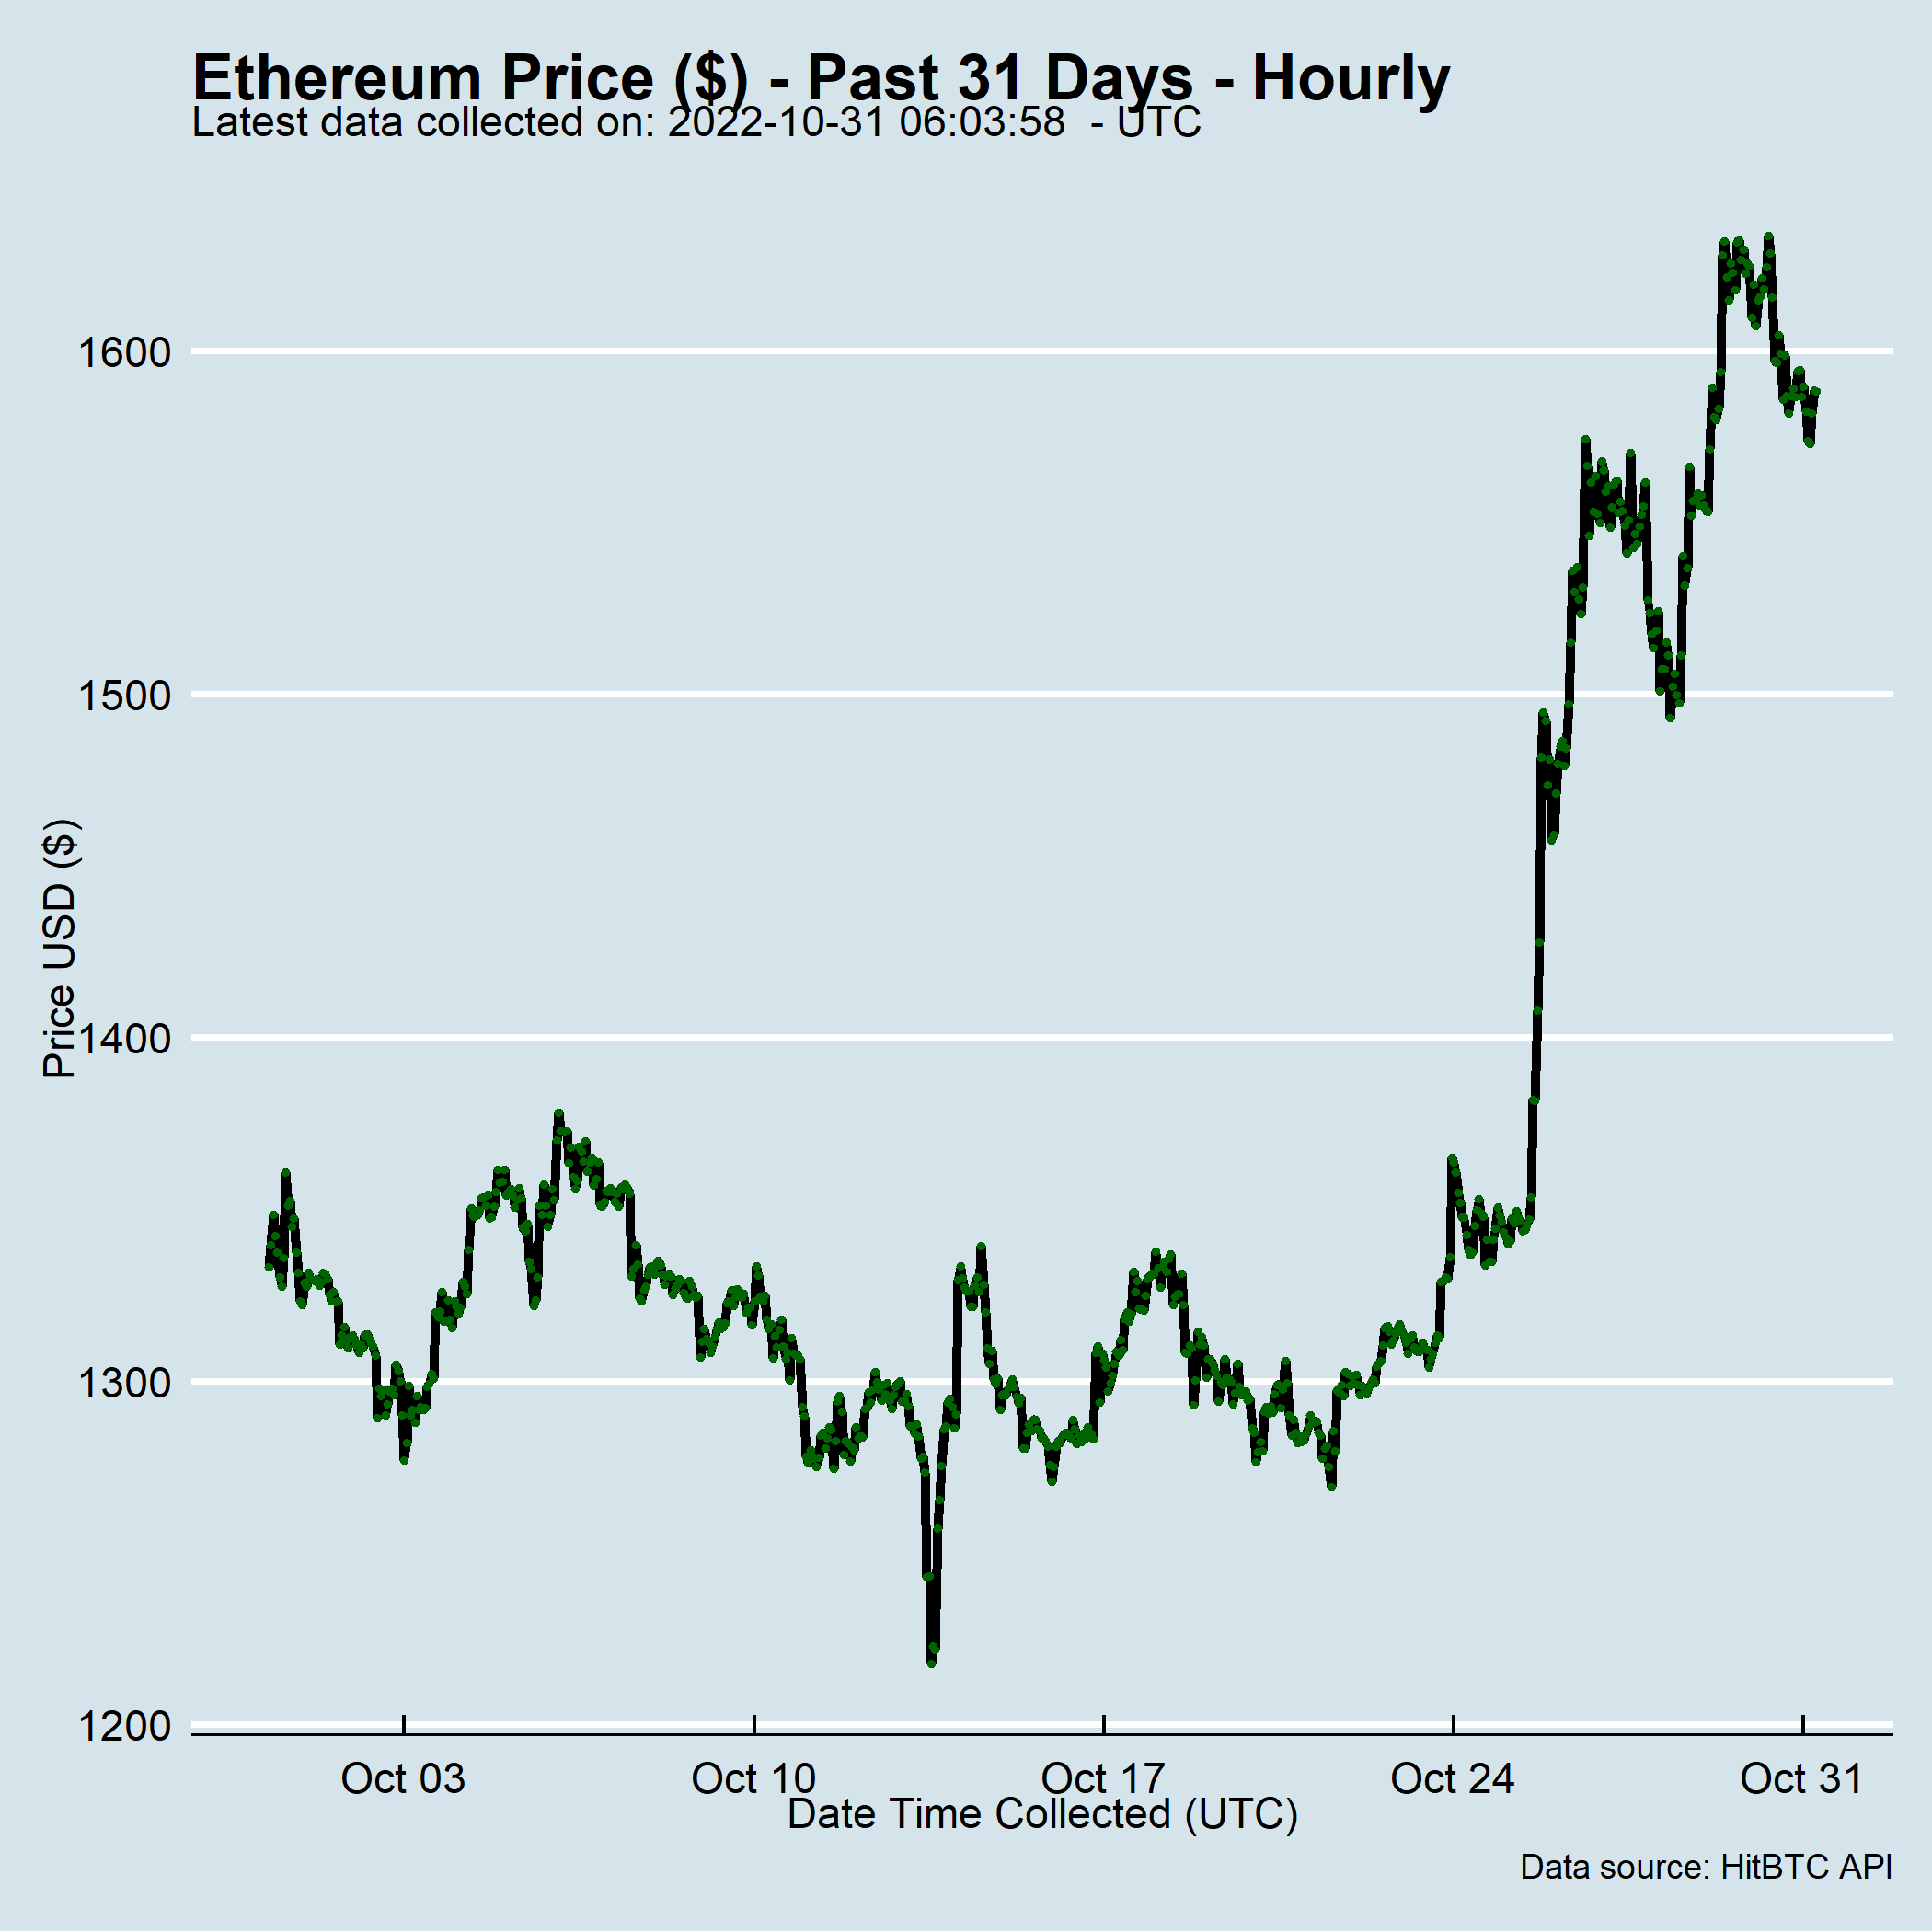 Ethereum Price ($) - Past 31 Days - Hourly
Latest data collected on: 2022-10-31 06:03:58  - UTC
Price USD ($)
1600
1500
1400
1300
1200
Oct 03 Oct 10 Oct 17 Oct 24 Oct 31
Date Time Collected (UTC)
Data source: HitBTC API